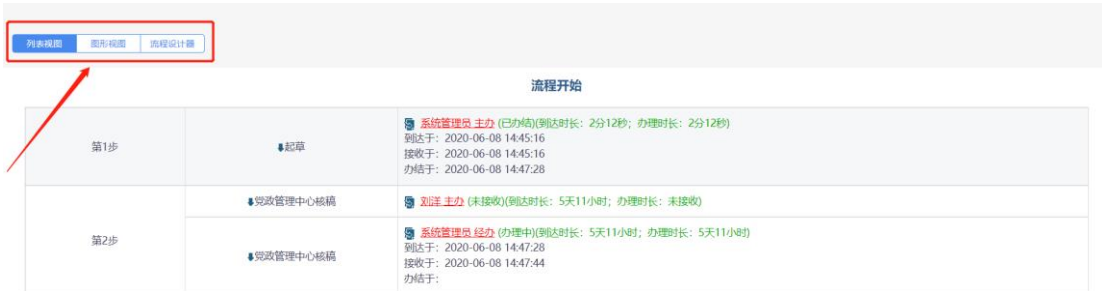 列表视图 图形视图 流程设计器
流程开始
第1步
起草
系统管理员 主办 (已办结)(到达时长：2分12秒；办理时长：2分12秒)
到达于：2020-06-08 14:45:16
接收于：2020-06-08 14:45:16
办结于：2020-06-08 14:47:28
第2步
党政管理中心核稿
刘洋 主办 (未接收)(到达时长：5天11小时；办理时长：未接收)
党政管理中心核稿
系统管理员 经办 (办理中)(到达时长：5天11小时；办理时长：5天11小时)
到达于：2020-06-08 14:47:28
接收于：2020-06-08 14:47:44
办结于：